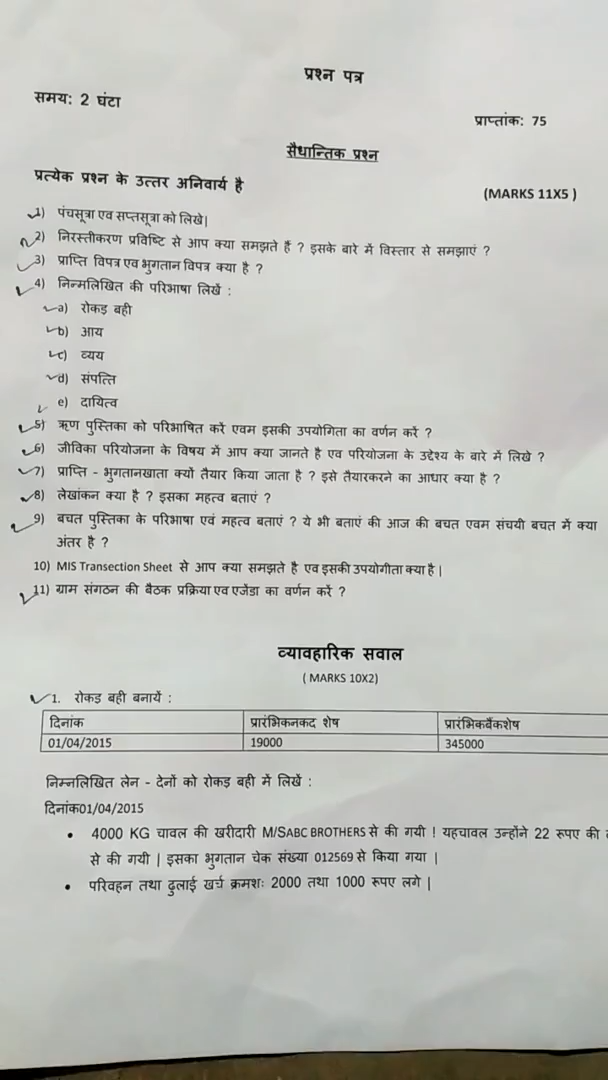 प्रश्न पत्र
समय: 2 घंटा
प्राप्तांक: 75
सैधान्तिक प्रश्न
प्रत्येक प्रश्न के उत्तर अनिवार्य है
(MARKS 11X5 )
1) पंचसूत्रा एव सप्तसूत्रा को लिखे|
2) निरस्तीकरण प्रविष्टि से आप क्या समझते हैं ? इसके बारे में विस्तार से समझाएं ?
3) प्राप्ति विपत्र एव भुगतान विपत्र क्या है ?
4) निन्मलिखित की परिभाषा लिखें :
a) रोकड़ बही
b) आय
c) व्यय
d) संपत्ति
e) दायित्व
5) ऋण पुस्तिका को परिभाषित करें एवम इसकी उपयोगिता का वर्णन करें ?
6) जीविका परियोजना के विषय में आप क्या जानते है एव परियोजना के उद्देश्य के बारे में लिखे ?
7) प्राप्ति - भुगतानखाता क्यों तैयार किया जाता है ? इसे तैयारकरने का आधार क्या है ?
8) लेखांकन क्या है ? इसका महत्व बताएं ?
9) बचत पुस्तिका के परिभाषा एवं महत्व बताएं ? ये भी बताएं की आज की बचत एवम संचयी बचत में क्या
अंतर है ?
10) MIS Transection Sheet से आप क्या समझते है एव इसकी उपयोगीता क्या है |
11) ग्राम संगठन की बैठक प्रक्रिया एव एजेंडा का वर्णन करें ?
व्यावहारिक सवाल
( MARKS 10X2)
1. रोकड़ बही बनायें :
दिनांक प्रारंभिकनकद शेष प्रारंभिकबैंकशेष
01/04/2015 19000 345000
निम्नलिखित लेन - देनों को रोकड़ बही में लिखें :
दिनांक01/04/2015
• 4000 KG चावल की खरीदारी M/SABC BROTHERS से की गयी ! यहचावल उन्होंने 22 रूपए की
से की गयी | इसका भुगतान चेक संख्या 012569 से किया गया |
• परिवहन तथा ढुलाई खर्च क्रमशः 2000 तथा 1000 रूपए लगे |